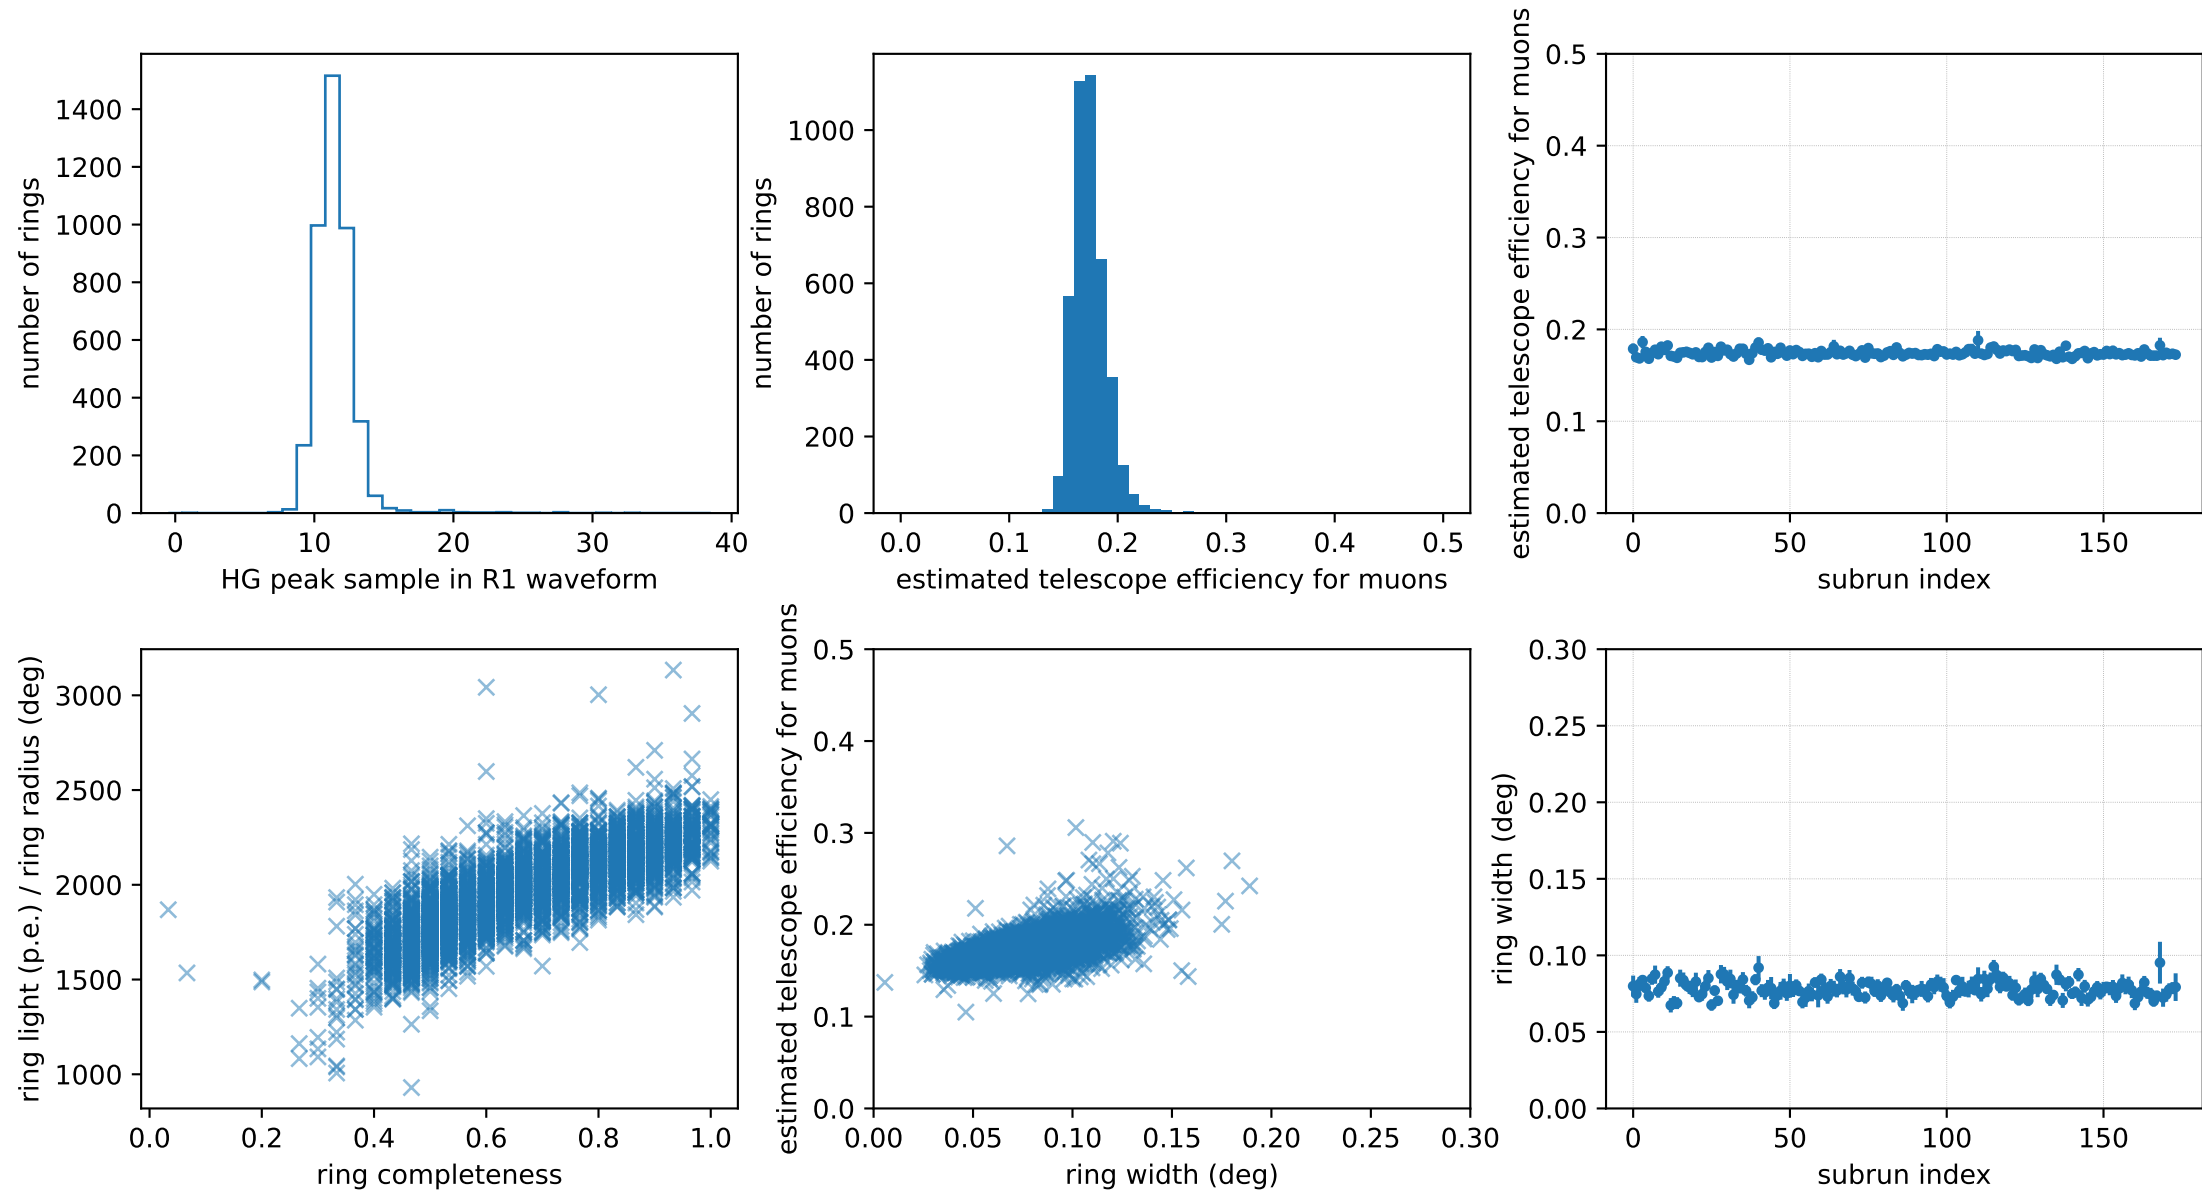 number of rings
1400
1200
1000
800
600
400
200
0
0 10 20 30 40
HG peak sample in R1 waveform
number of rings
1000
800
600
400
200
0
0.0 0.1 0.2 0.3 0.4 0.5
estimated telescope efficiency for muons
estimated telescope efficiency for muons
0.5
0.4
0.3
0.2
0.1
0.0
0 50 100 150
subrun index
ring light (p.e.) / ring radius (deg)
3000
2500
2000
1500
1000
0.0 0.2 0.4 0.6 0.8 1.0
ring completeness
estimated telescope efficiency for muons
0.5
0.4
0.3
0.2
0.1
0.0
0.00 0.05 0.10 0.15 0.20 0.25 0.30
ring width (deg)
ring width (deg)
0.30
0.25
0.20
0.15
0.10
0.05
0.00
0 50 100 150
subrun index